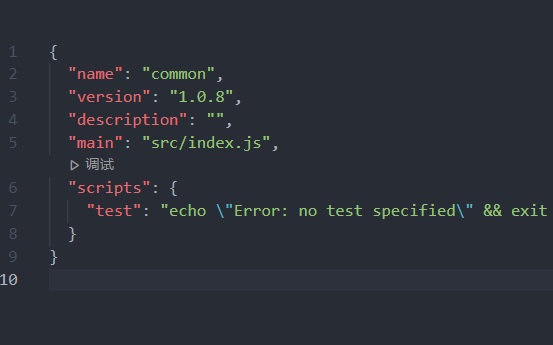 1 {
2 "name": "common",
3 "version": "1.0.8",
4 "description": "",
5 "main": "src/index.js",
调试
6 "scripts": {
7 "test": "echo \"Error: no test specified\" && exit
8 }
9 }
10